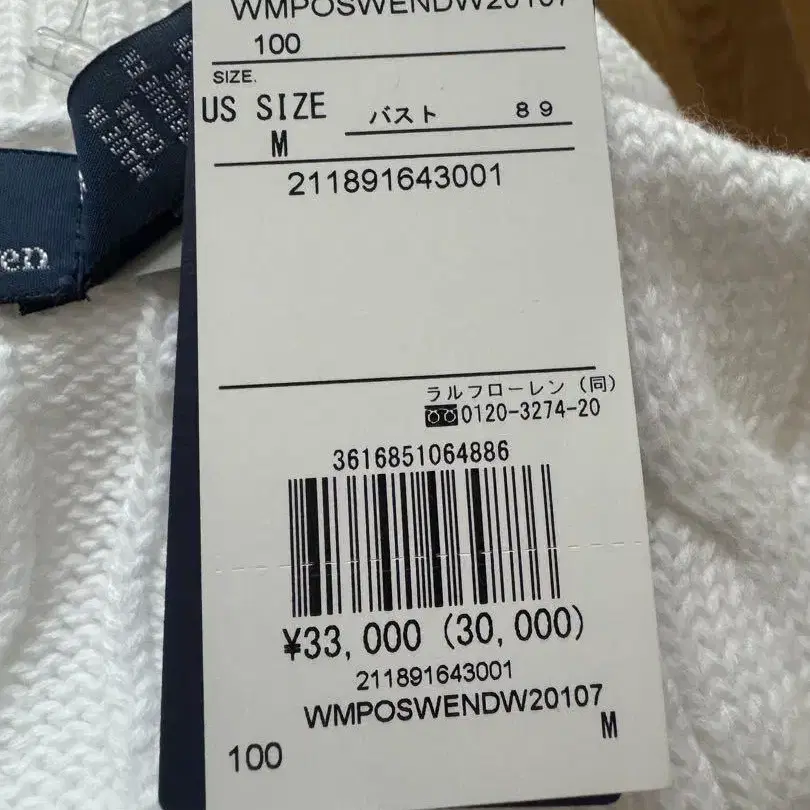 WMPOSWENDW20107
100
SIZE.
US SIZE
M
バスト 89
211891643001
en
ラルフローレン（同）
0120-3274-20
3616851064886
¥33,000 (30,000)
211891643001
WMPOSWENDW20107
M
100